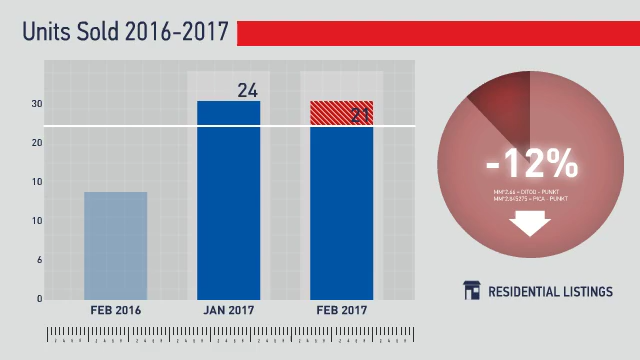 Units Sold 2016-2017
30
20
10
10
6
0
24
21
FEB 2016
JAN 2017
FEB 2017
-12%
RESIDENTIAL LISTINGS